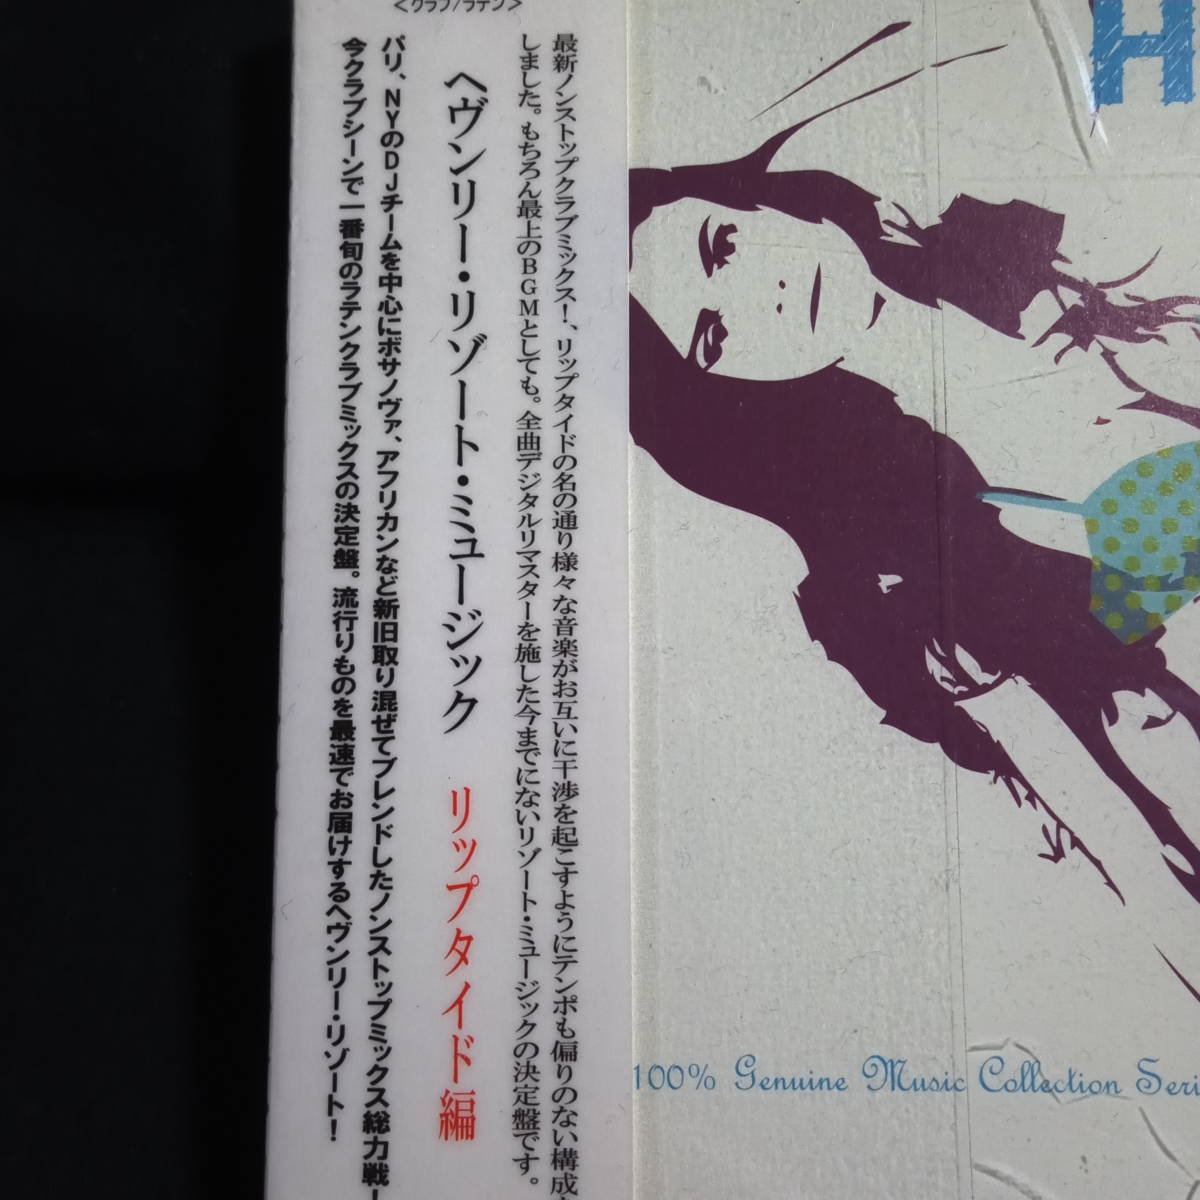 <クラブ/ラテン>
最新ノンストップクラブミックス!、リップタイドの名の通り様々な音楽がお互いに干渉を起こすようにテンポも偏りのない構成
しました。もちろん最上のBGMとしても。全曲デジタルリマスターを施した今までにないリゾート・ミュージックの決定盤です。
ヘヴンリー・リゾート・ミュージック リップタイド編
パリ、NYのDJチームを中心にボサノヴァ、アフリカンなど新旧取り混ぜてブレンドしたノンストップミックス総力戦!
今クラブシーンで一番旬のラテンクラブミックスの決定盤。流行りものを最速でお届けするヘヴンリー・リゾート!
H
100% Genuine Music Collection Seri